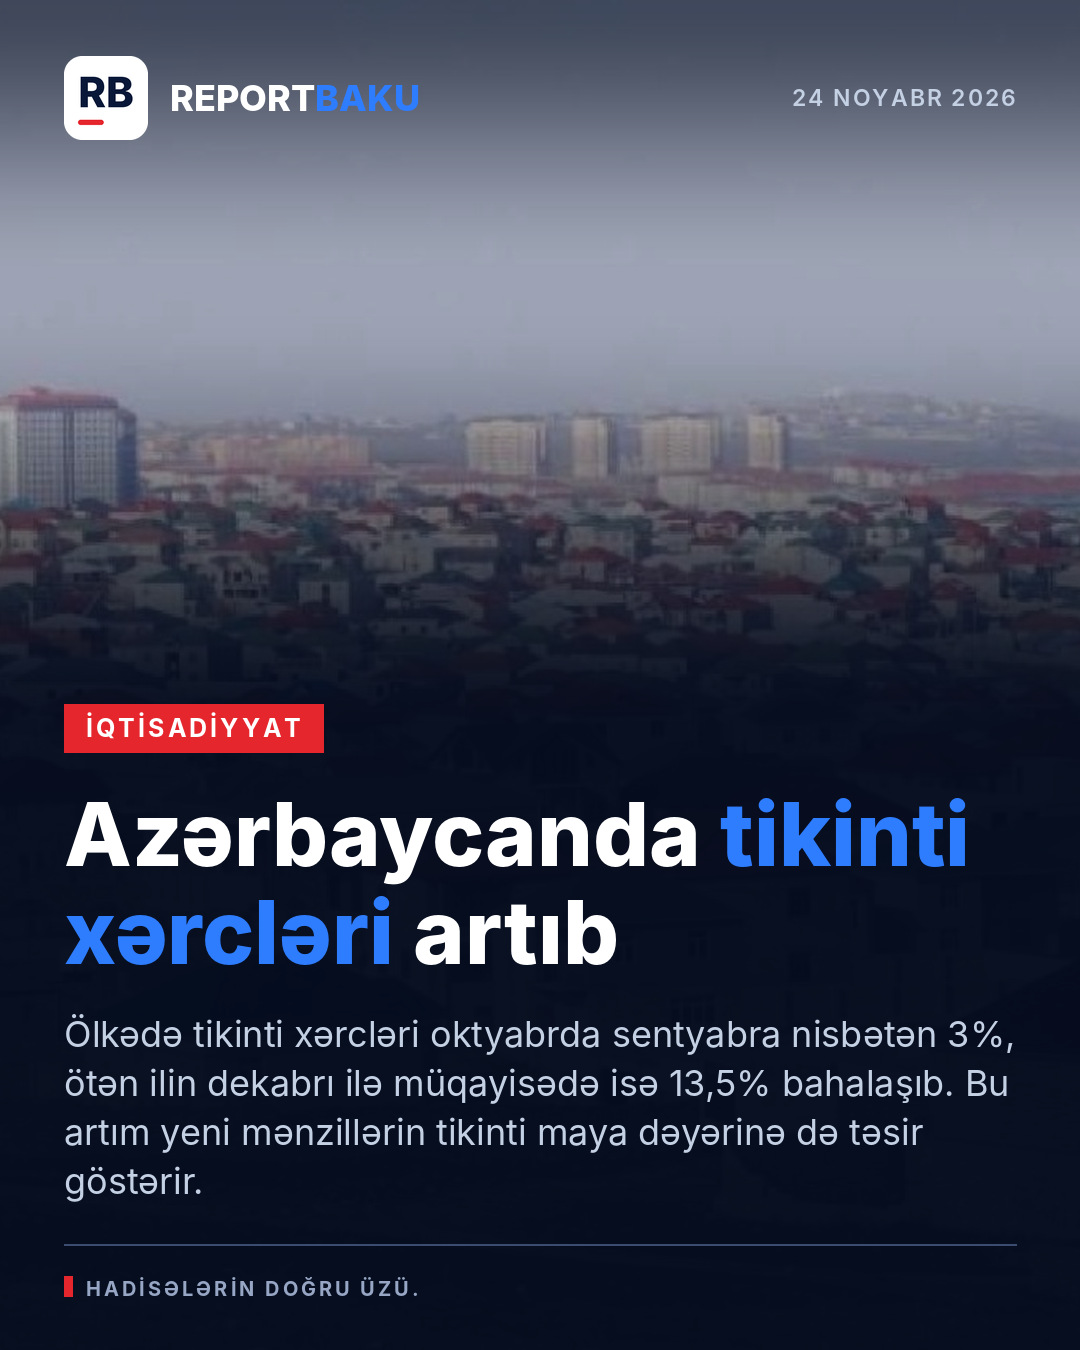 RB
REPORTBAKU
24 NOYABR 2026
İQTİSADİYYAT
Azərbaycanda tikinti
xərcləri artıb
Ölkədə tikinti xərcləri oktyabrda sentyabra nisbətən 3%,
ötən ilin dekabrı ilə müqayisədə isə 13,5% bahalaşıb. Bu
artım yeni mənzillərin tikinti maya dəyərinə də təsir
göstərir.
HADİSƏLƏRİN DOĞRU ÜZÜ.